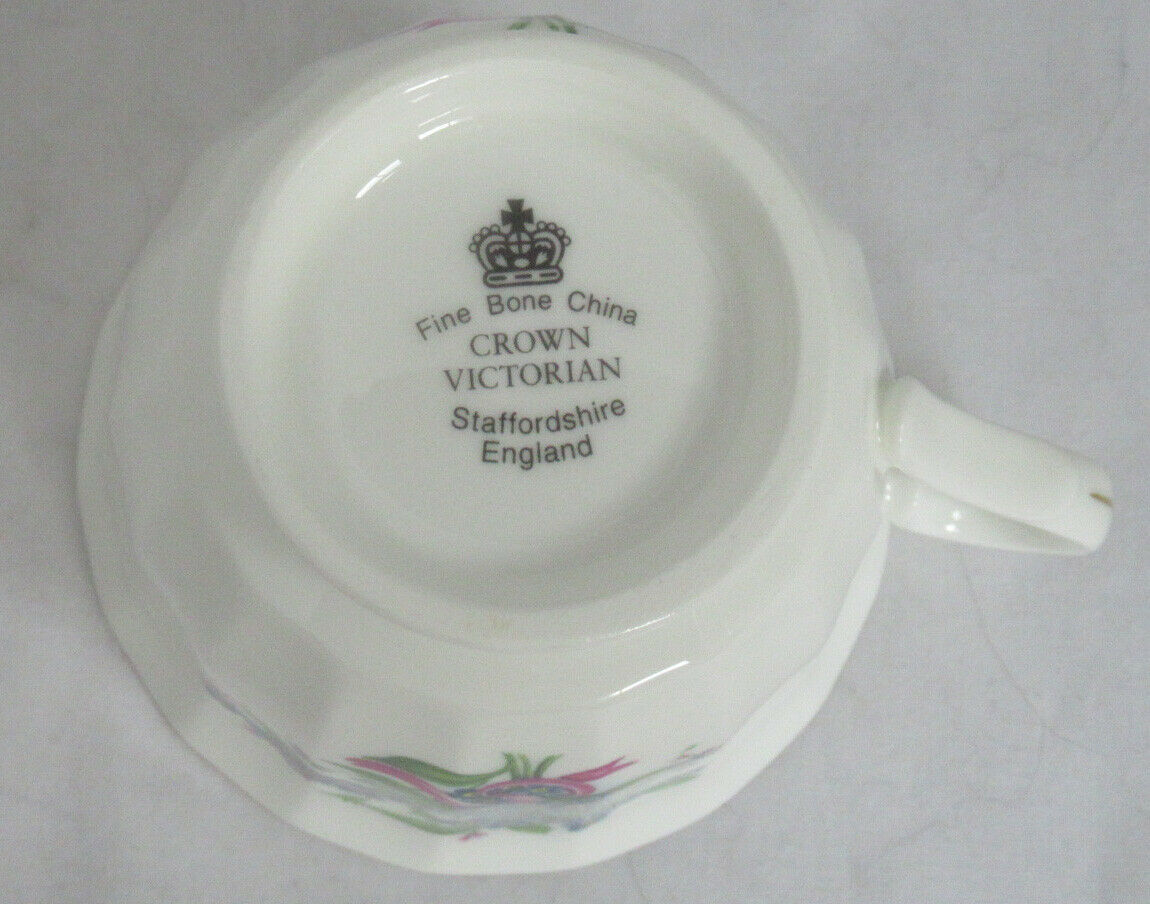 Fine Bone China
CROWN
VICTORIAN
Staffordshire
England